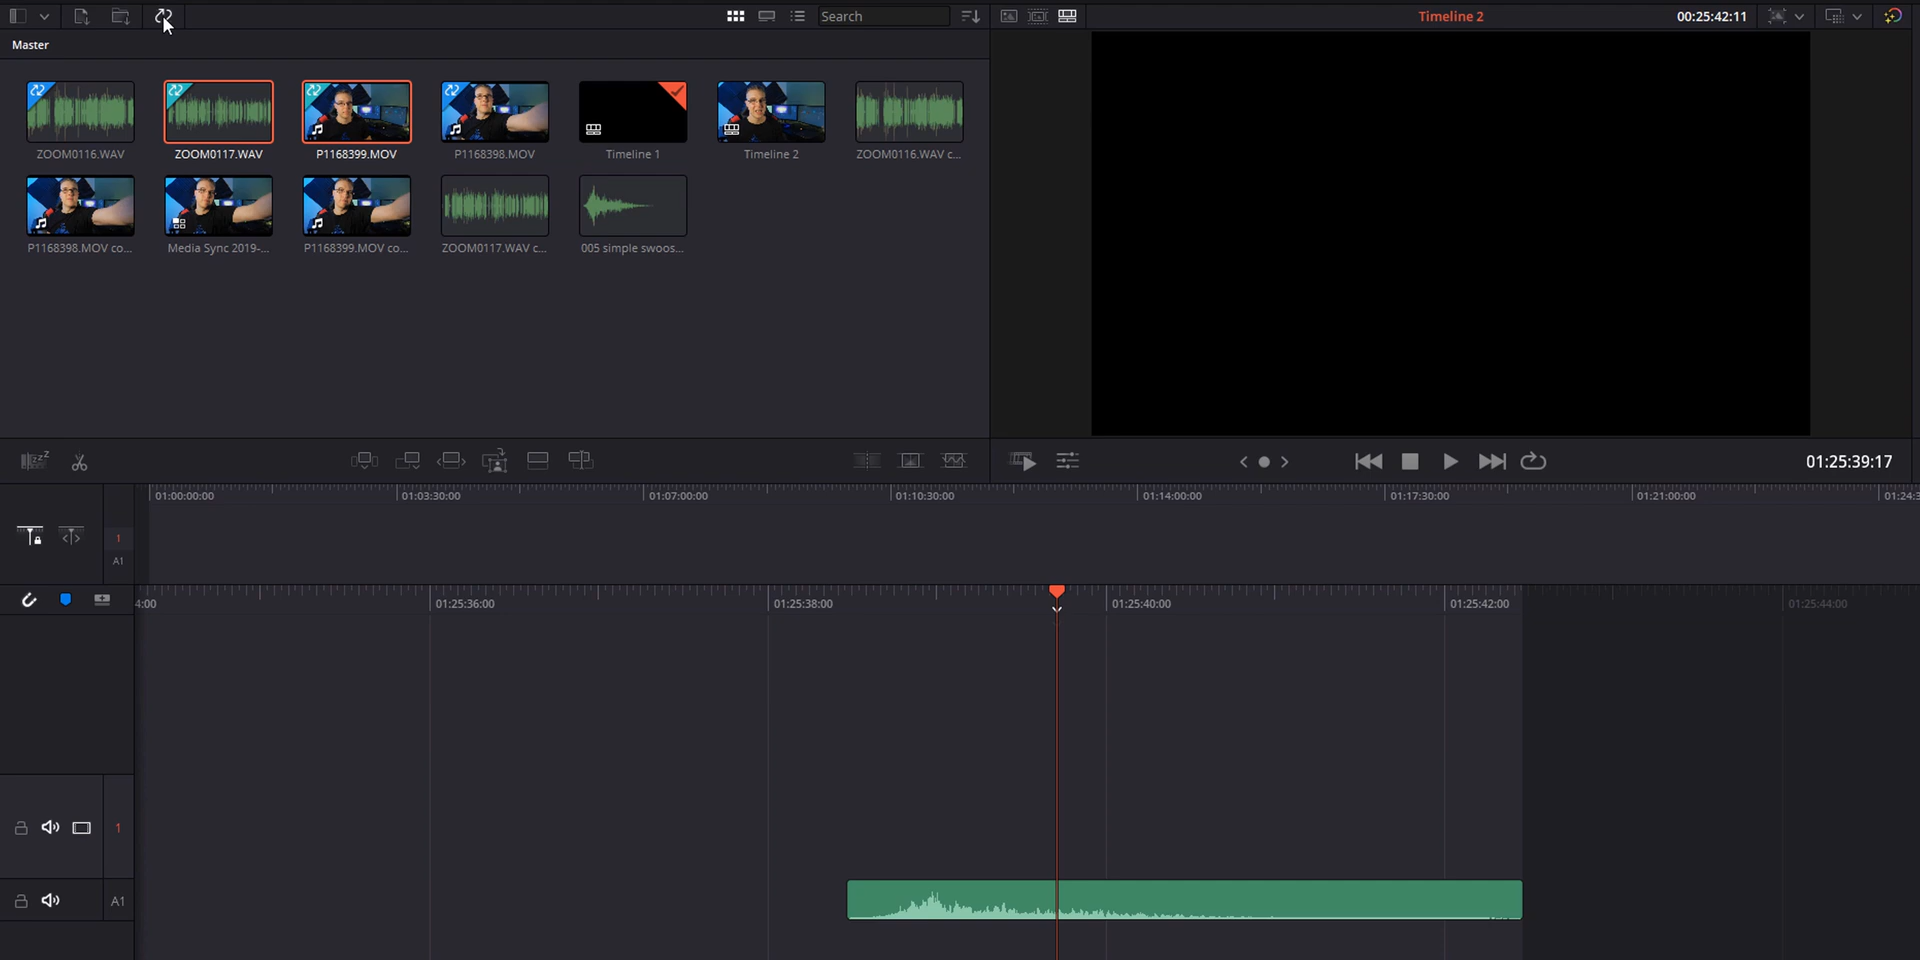 Search
Timeline 2
00:25:42:11
Master
ZOOM0116.WAV
ZOOM0117.WAV
P1168399.MOV
P1168398.MOV
Timeline 1
Timeline 2
ZOOM0116.WAV c...
P1168398.MOV co...
Media Sync 2019-...
P1168399.MOV co...
ZOOM0117.WAV c...
005 simple swoos...
01:25:39:17
01:00:00:00
01:03:30:00
01:07:00:00
01:10:30:00
01:14:00:00
01:17:30:00
01:21:00:00
01:24:3
1
A1
4:00
01:25:36:00
01:25:38:00
01:25:40:00
01:25:42:00
01:25:44:00
1
A1